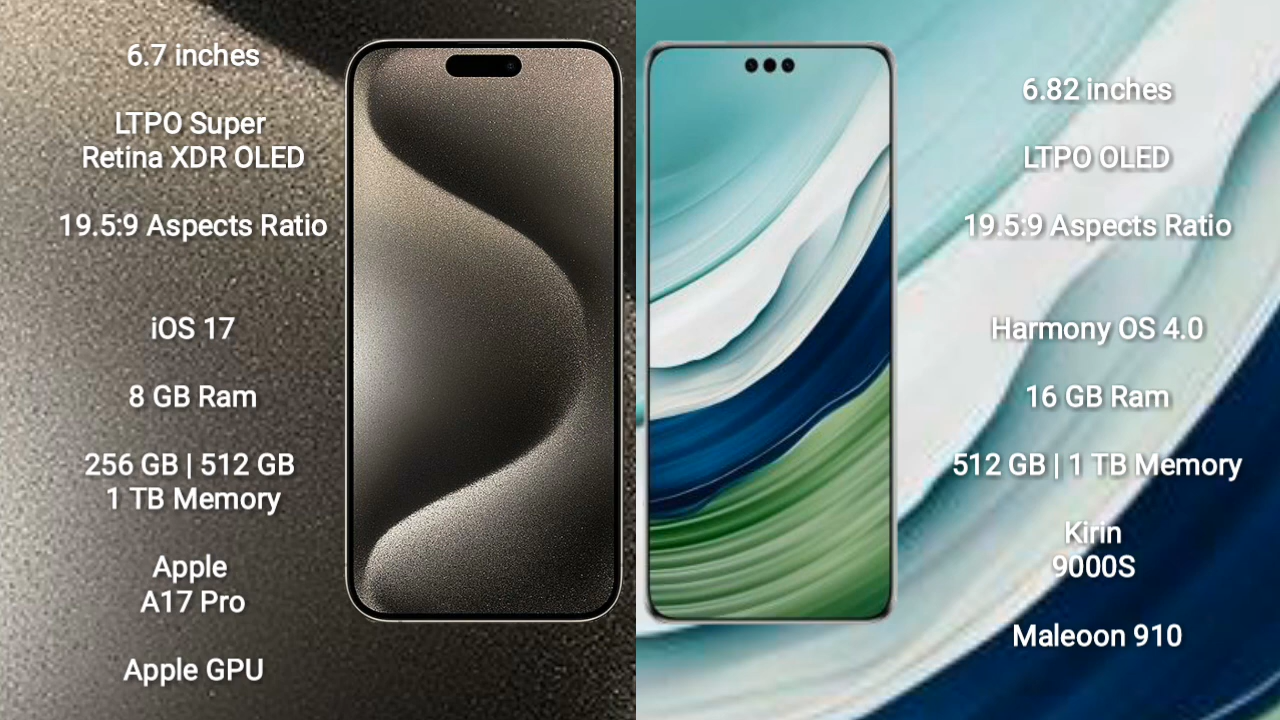 6.7 inches
LTPO Super
Retina XDR OLED
19.5:9 Aspects Ratio
iOS 17
8 GB Ram
256 GB | 512 GB
1 TB Memory
Apple
A17 Pro
Apple GPU
6.82 inches
LTPO OLED
19.5:9 Aspects Ratio
Harmony OS 4.0
16 GB Ram
512 GB | 1 TB Memory
Kirin
9000S
Maleoon 910